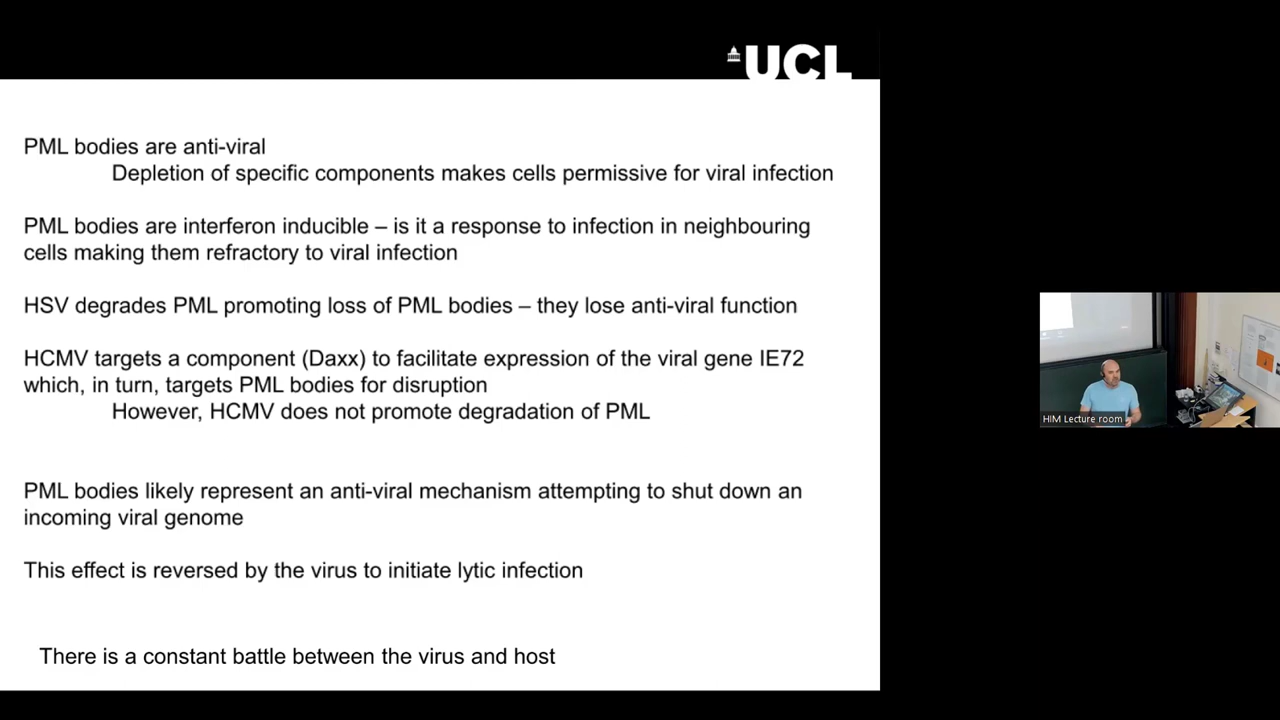 UCL
PML bodies are anti-viral
Depletion of specific components makes cells permissive for viral infection
PML bodies are interferon inducible – is it a response to infection in neighbouring
cells making them refractory to viral infection
HSV degrades PML promoting loss of PML bodies – they lose anti-viral function
HCMV targets a component (Daxx) to facilitate expression of the viral gene IE72
which, in turn, targets PML bodies for disruption
However, HCMV does not promote degradation of PML
PML bodies likely represent an anti-viral mechanism attempting to shut down an
incoming viral genome
This effect is reversed by the virus to initiate lytic infection
There is a constant battle between the virus and host
HIM Lecture room